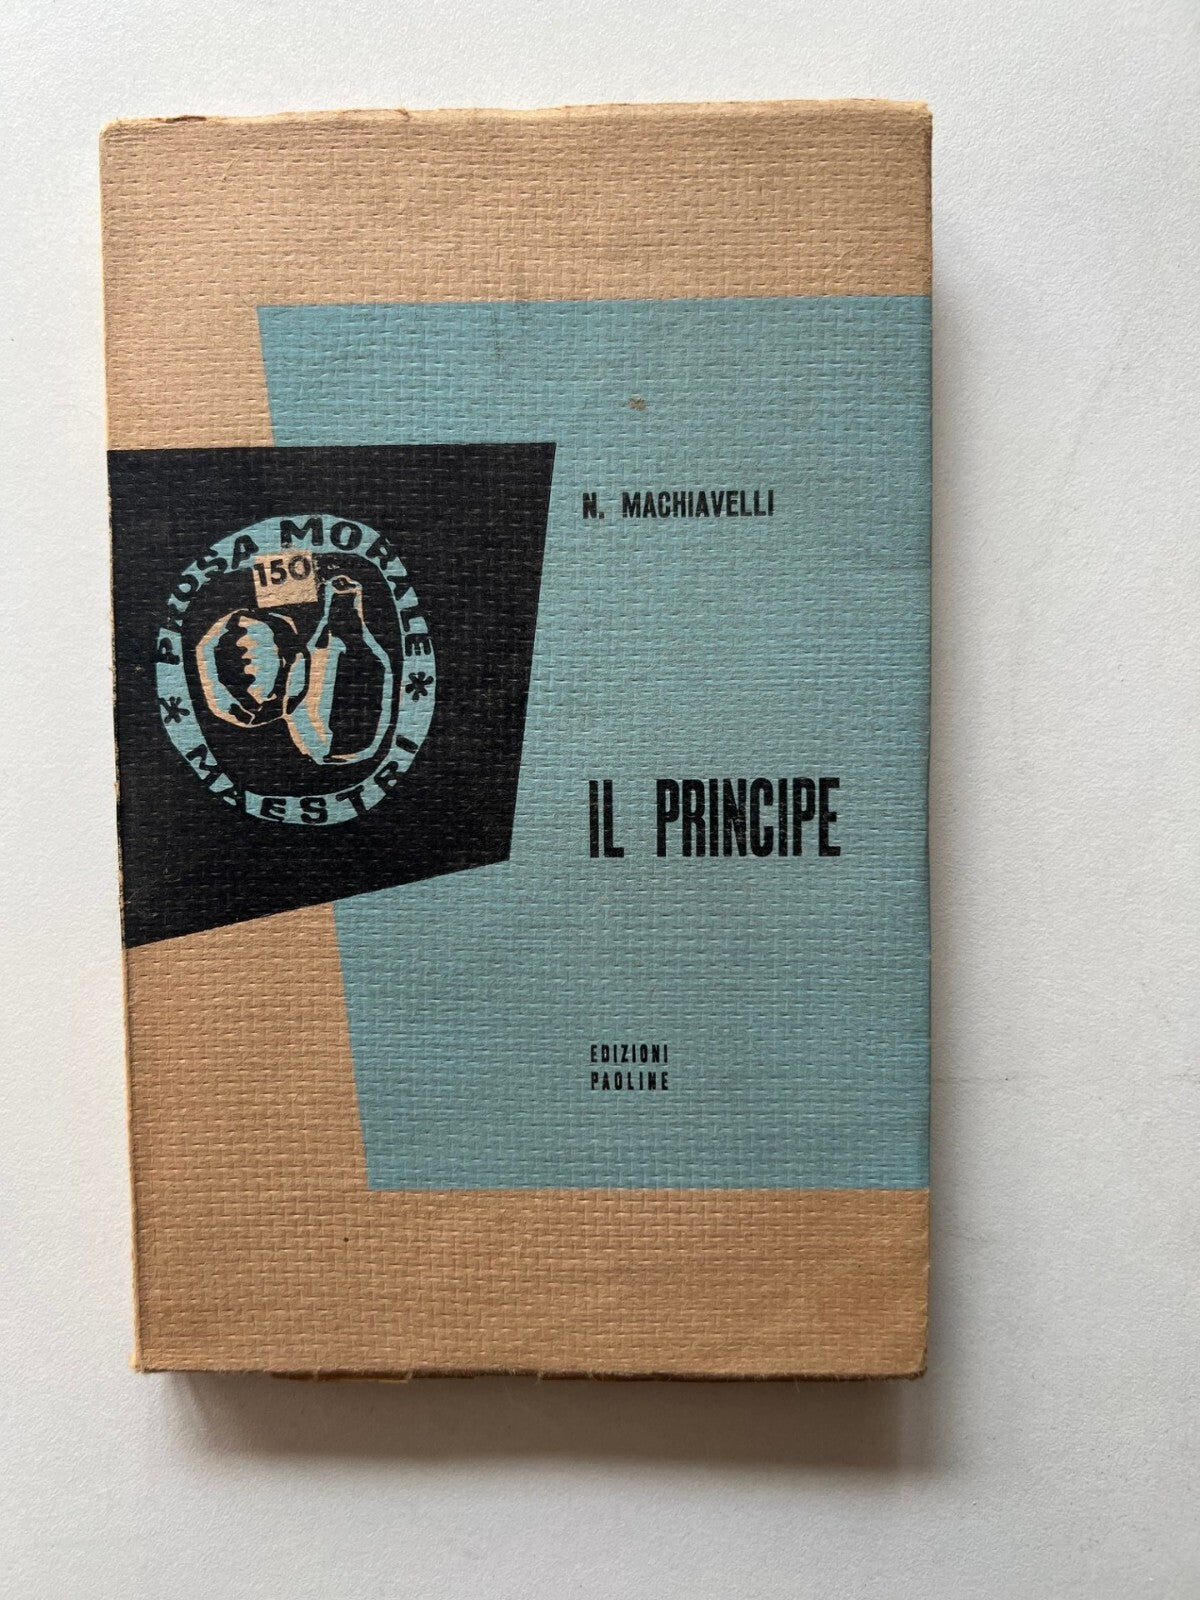 N. MACHIAVELLI
PROSA MORALE
150
* MAESTRI *
IL PRINCIPE
EDIZIONI
PAOLINE